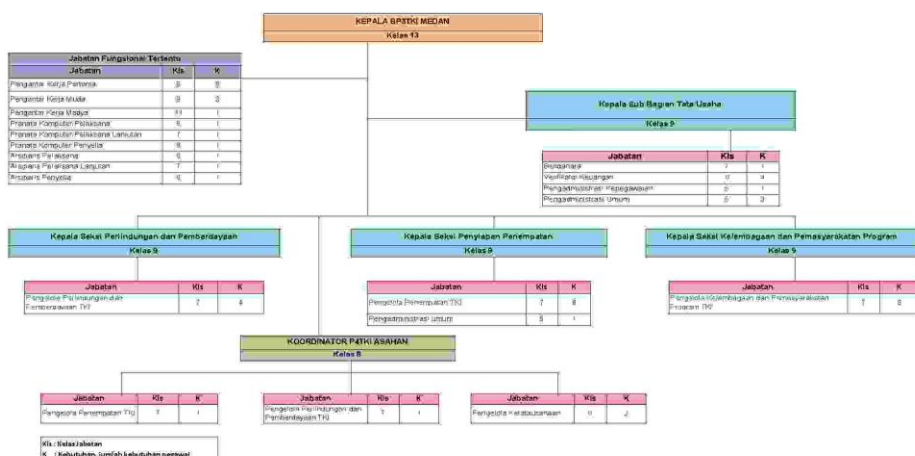 KEPALA BP3TKI MEDAN
Kelas 13
Jabatan Fungsional Tertentu
Jabatan Kls K
Pengantar Kerja Pertama 8
Pengantar Kerja Muda 9
Pengantar Kerja Madya 11 1
Pranata Komputer Pelaksana 6 1
Pranata Komputer Pelaksana Lanjutan 7 1
Pranata Komputer Penyelia 8 1
Arsiparis Pelaksana 6 1
Arsiparis Pelaksana Lanjutan 7 1
Arsiparis Penyelia 1
Kepala Sub Bagian Tata Usaha
Kelas 9
Jabatan Kls K
Bendahara 7 1
Verifikator Keuangan
Pengadministrasi Kepegawaian 5 1
Pengadministrasi Umum 5
Kepala Seksi Perlindungan dan Pemberdayaan
Kelas 9
Jabatan Kls K
Pengelola Perlindungan dan
Pemberdayaan TKI 7 4
Kepala Seksi Penyiapan Penempatan
Kelas 9
Jabatan Kls K
Pengelola Penempatan TKI 7
Pengadministrasi Umum 5 1
Kepala Seksi Kelembagaan dan Pemasyarakatan Program
Kelas 9
Jabatan Kls K
Pengelola Kelembagaan dan Pemasyarakatan
Program TKI 7
KOORDINATOR P4TKI ASAHAN
Kelas 8
Jabatan Kls K
Pengelola Penempatan TKI 7 1
Jabatan Kls K
Pengelola Perlindungan dan
Pemberdayaan TKI 7 1
Jabatan Kls K
Pengelola Ketatausahaan
Kls : Kelas Jabatan
K : Kebutuhan, jumlah kebutuhan pegawai